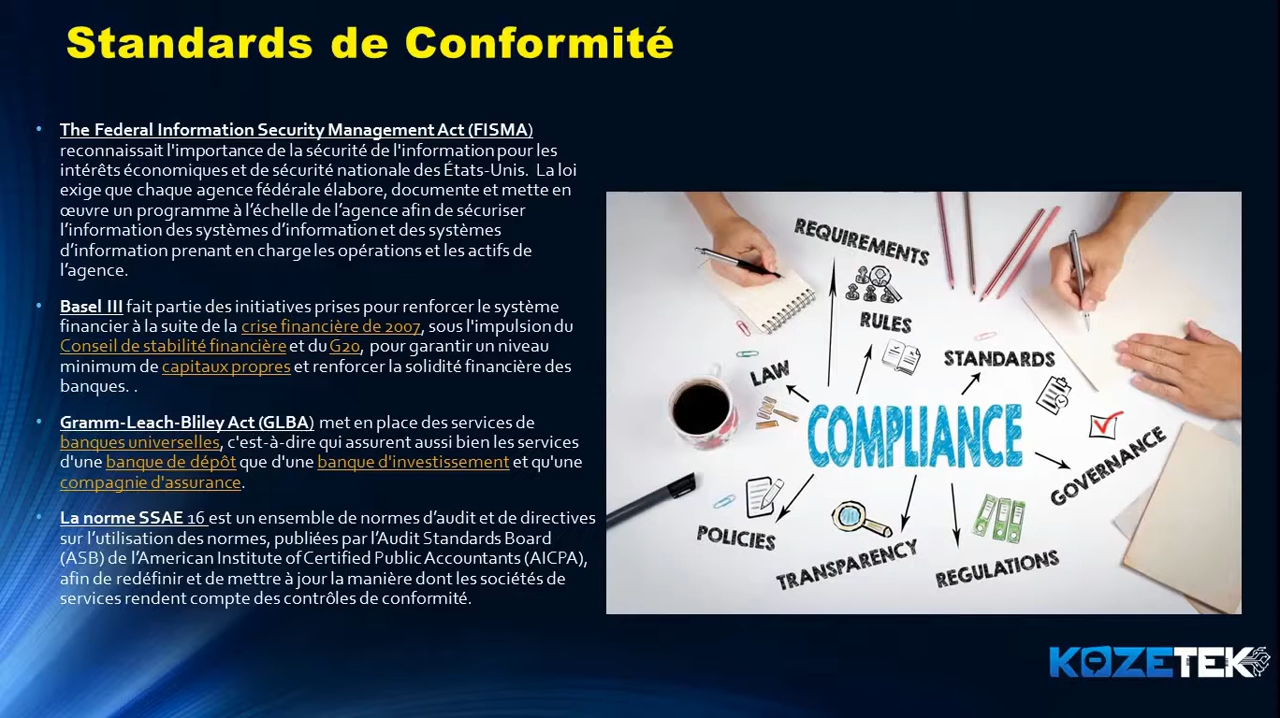 Standards de Conformité
• The Federal Information Security Management Act (FISMA)
reconnaissait l'importance de la sécurité de l'information pour les
intérêts économiques et de sécurité nationale des États-Unis. La loi
exige que chaque agence fédérale élabore, documente et mette en
œuvre un programme à l’échelle de l’agence afin de sécuriser
l’information des systèmes d’information et des systèmes
d’information prenant en charge les opérations et les actifs de
l’agence.
• Basel III fait partie des initiatives prises pour renforcer le système
financier à la suite de la crise financière de 2007, sous l'impulsion du
Conseil de stabilité financière et du G20, pour garantir un niveau
minimum de capitaux propres et renforcer la solidité financière des
banques. .
• Gramm-Leach-Bliley Act (GLBA) met en place des services de
banques universelles, c'est-à-dire qui assurent aussi bien les services
d'une banque de dépôt que d'une banque d'investissement et qu'une
compagnie d'assurance.
• La norme SSAE 16 est un ensemble de normes d’audit et de directives
sur l’utilisation des normes, publiées par l’Audit Standards Board
(ASB) de l’American Institute of Certified Public Accountants (AICPA),
afin de redéfinir et de mettre à jour la manière dont les sociétés de
services rendent compte des contrôles de conformité.
REQUIREMENTS
RULES
LAW
STANDARDS
COMPLIANCE
GOVERNANCE
POLICIES
TRANSPARENCY
REGULATIONS
KOZETEK